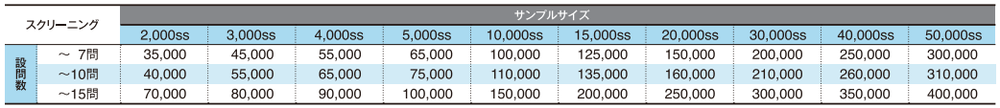 スクリーニング サンプルサイズ
2,000ss 3,000ss 4,000ss 5,000ss 10,000ss 15,000ss 20,000ss 30,000ss 40,000ss 50,000ss
設問数
～ 7問 35,000 45,000 55,000 65,000 100,000 125,000 150,000 200,000 250,000 300,000
～10問 40,000 55,000 65,000 75,000 110,000 135,000 160,000 210,000 260,000 310,000
～15問 70,000 80,000 90,000 100,000 150,000 200,000 250,000 300,000 350,000 400,000